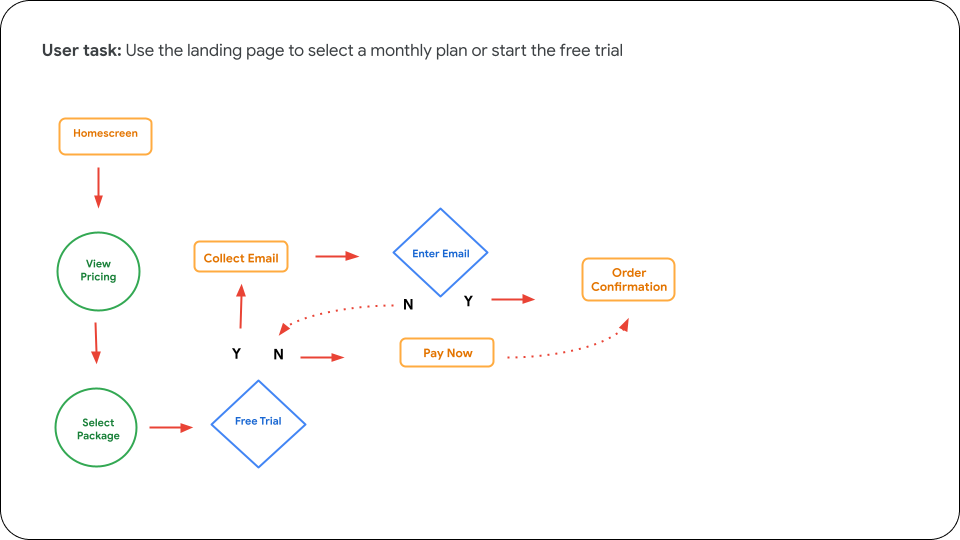 User task: Use the landing page to select a monthly plan or start the free trial
Homescreen
View
Pricing
Collect Email
Enter Email
Order
Confirmation
N
Y
Y
N
Pay Now
Select
Package
Free Trial